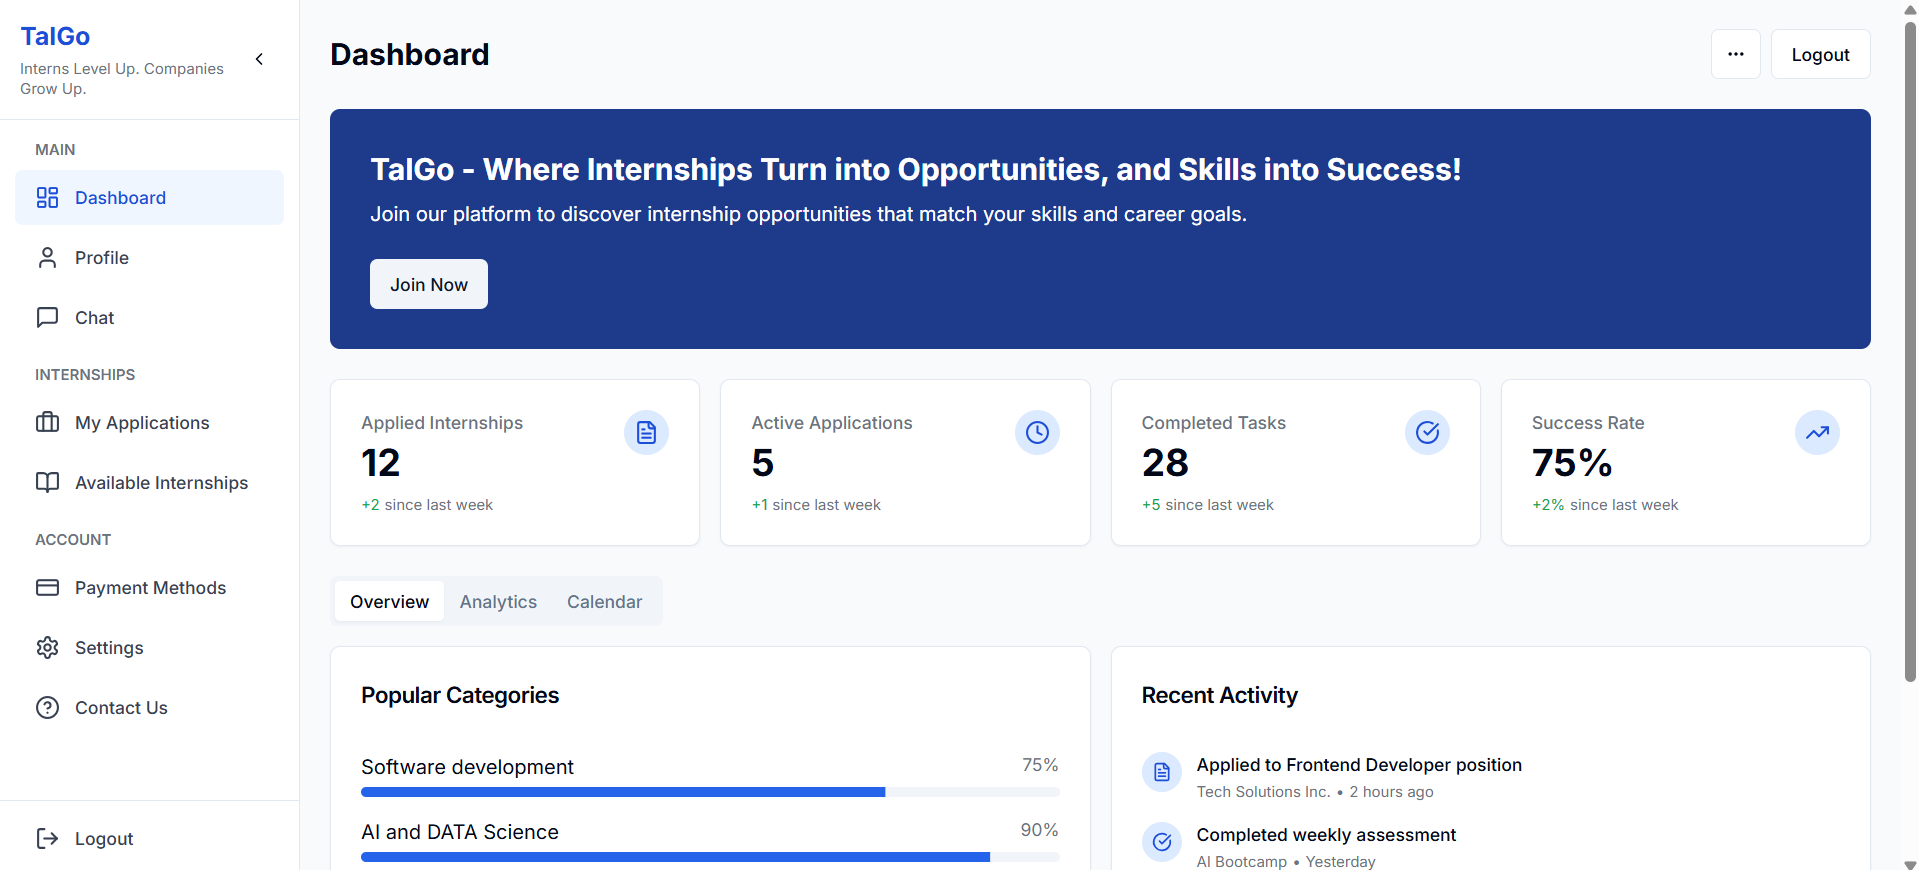 TalGo
Interns Level Up. Companies
Grow Up.
MAIN
Dashboard
Profile
Chat
INTERNSHIPS
My Applications
Available Internships
ACCOUNT
Payment Methods
Settings
Contact Us
Logout
Dashboard
Logout
TalGo - Where Internships Turn into Opportunities, and Skills into Success!
Join our platform to discover internship opportunities that match your skills and career goals.
Join Now
Applied Internships
12
+2 since last week
Active Applications
5
+1 since last week
Completed Tasks
28
+5 since last week
Success Rate
75%
+2% since last week
Overview
Analytics
Calendar
Popular Categories
Software development 75%
AI and DATA Science 90%
Recent Activity
Applied to Frontend Developer position
Tech Solutions Inc. • 2 hours ago
Completed weekly assessment
AI Bootcamp • Yesterday